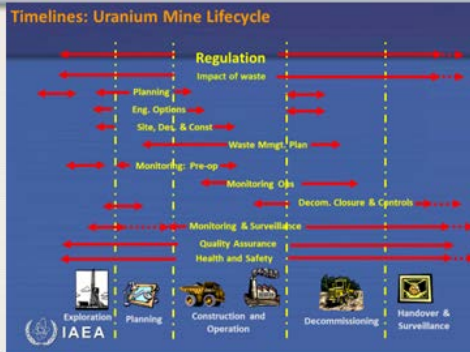 Timelines: Uranium Mine Lifecycle
Regulation
Impact of waste
Planning
Eng. Options
Site, Des. & Const
Waste Mmgt. Plan
Monitoring: Pre-op
Monitoring Ops
Decom. Closure & Controls
Monitoring & Surveillance
Quality Assurance
Health and Safety
Exploration
Planning
Construction and
Operation
Decommissioning
Handover &
Surveillance
IAEA